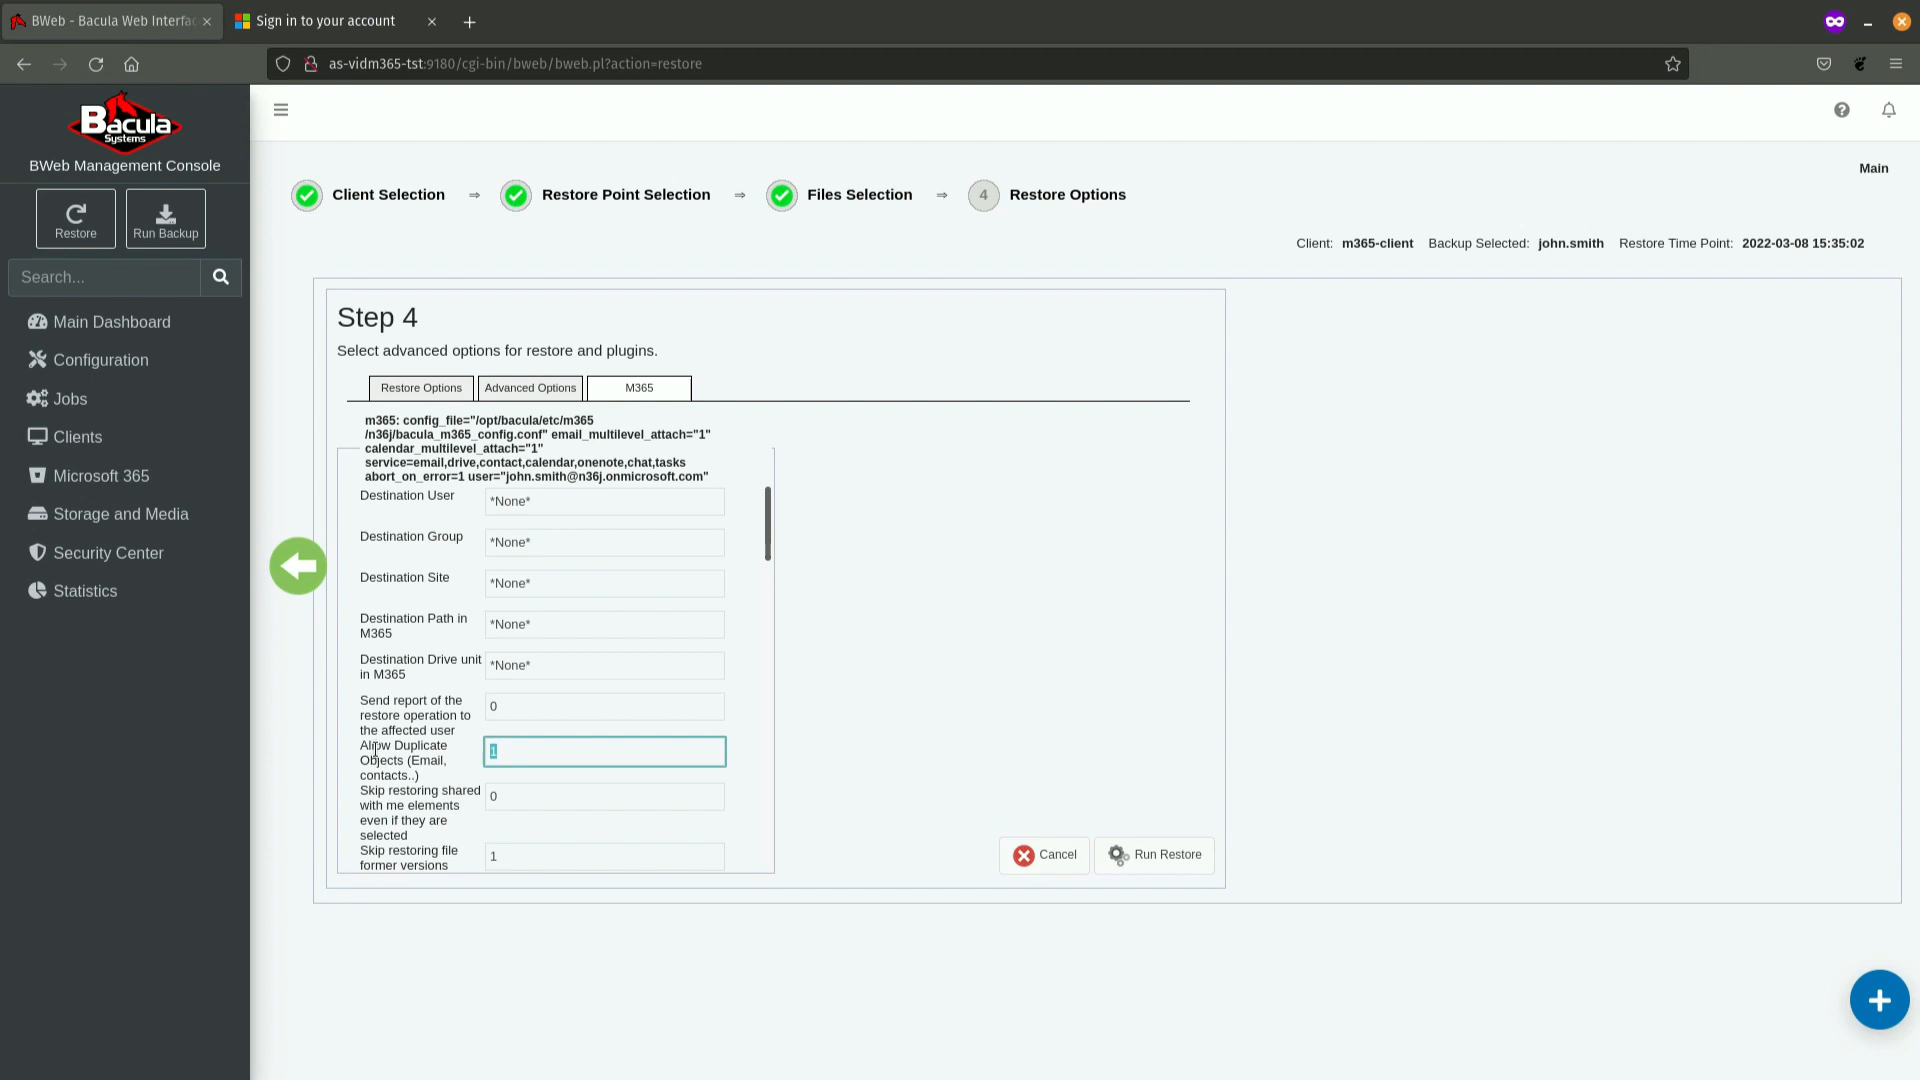 BWeb - Bacula Web Interfac
Sign in to your account
as-vidm365-tst:9180/cgi-bin/bweb/bweb.pl?action=restore
Bacula
Systems
BWeb Management Console
Restore
Run Backup
Search...
Main Dashboard
Configuration
Jobs
Clients
Microsoft 365
Storage and Media
Security Center
Statistics
Main
Client Selection ⇒ Restore Point Selection ⇒ Files Selection ⇒ 4 Restore Options
Client: m365-client Backup Selected: john.smith Restore Time Point: 2022-03-08 15:35:02
Step 4
Select advanced options for restore and plugins.
Restore Options
Advanced Options
M365
m365: config_file="/opt/bacula/etc/m365
/n36j/bacula_m365_config.conf" email_multilevel_attach="1"
calendar_multilevel_attach="1"
service=email,drive,contact,calendar,onenote,chat,tasks
abort_on_error=1 user="john.smith@n36j.onmicrosoft.com"
Destination User
*None*
Destination Group
*None*
Destination Site
*None*
Destination Path in
M365
*None*
Destination Drive unit
in M365
*None*
Send report of the
restore operation to
the affected user
0
Allow Duplicate
Objects (Email,
contacts..)
1
Skip restoring shared
with me elements
even if they are
selected
0
Skip restoring file
former versions
1
Cancel
Run Restore